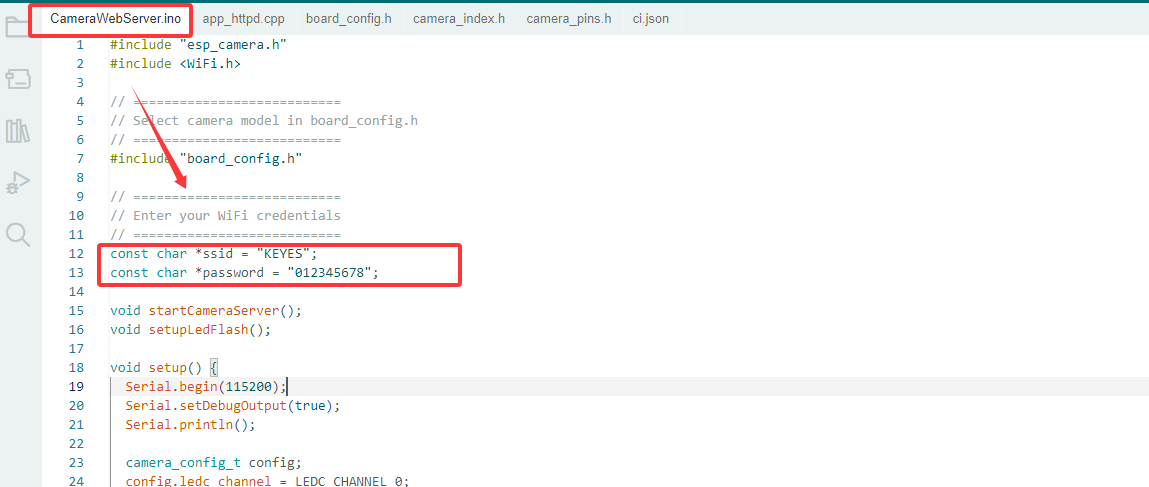 CameraWebServer.ino app_httpd.cpp board_config.h camera_index.h camera_pins.h ci.json
1 #include "esp_camera.h"
2 #include <WiFi.h>
3
4 // ===========================
5 // Select camera model in board_config.h
6 // ===========================
7 #include "board_config.h"
8
9 // ===========================
10 // Enter your WiFi credentials
11 // ===========================
12 const char *ssid = "KEYES";
13 const char *password = "012345678";
14
15 void startCameraServer();
16 void setupLedFlash();
17
18 void setup() {
19 Serial.begin(115200);
20 Serial.setDebugOutput(true);
21 Serial.println();
22
23 camera_config_t config;
24 config.ledc_channel = LEDC_CHANNEL_0;